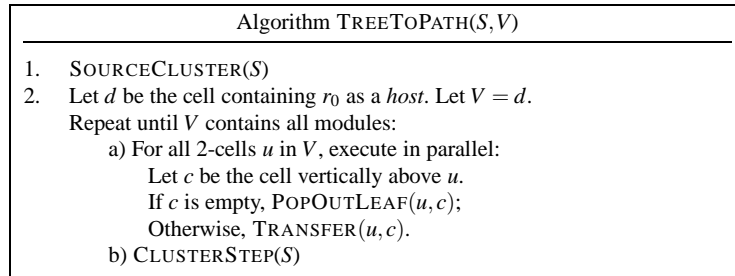 Algorithm TREETOPATH(S,V)
1. SOURCECLUSTER(S)
2. Let d be the cell containing r₀ as a host. Let V = d.
Repeat until V contains all modules:
a) For all 2-cells u in V, execute in parallel:
Let c be the cell vertically above u.
If c is empty, POPOUTLEAF(u,c);
Otherwise, TRANSFER(u,c).
b) CLUSTERSTEP(S)